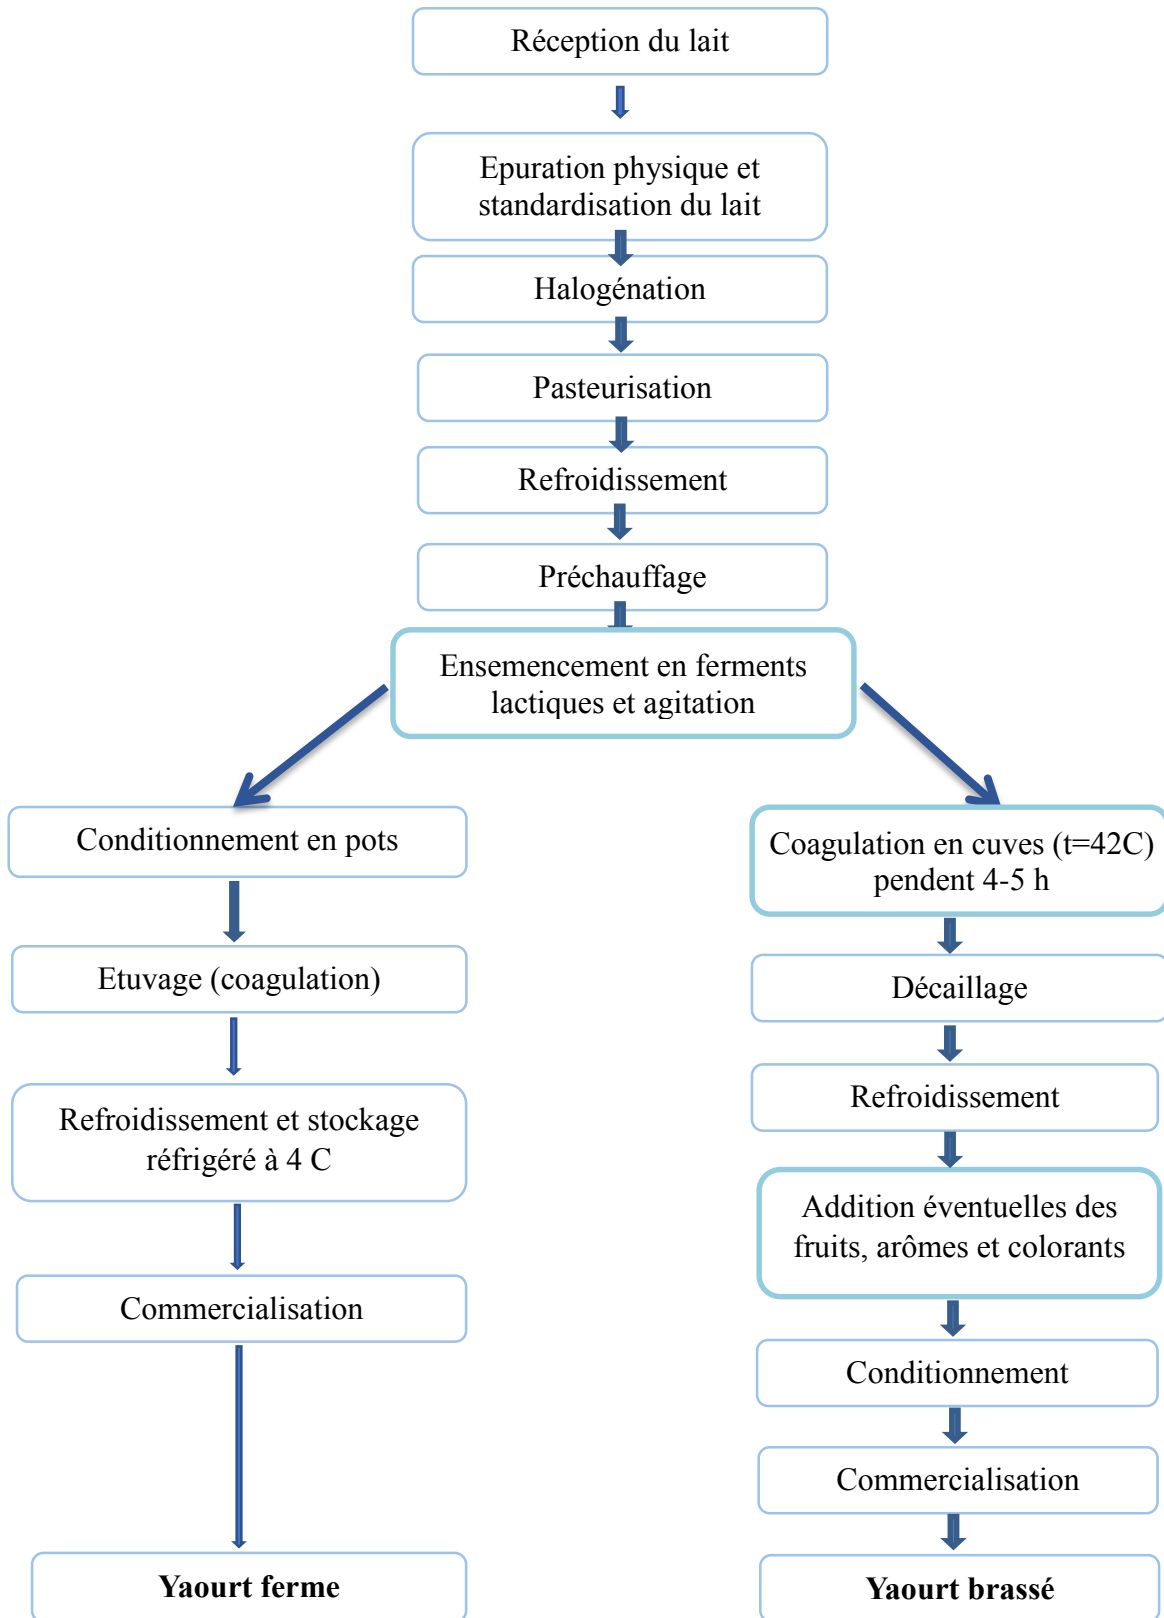 Réception du lait
Epuration physique et
standardisation du lait
Halogénation
Pasteurisation
Refroidissement
Préchauffage
Ensemencement en ferments
lactiques et agitation
Conditionnement en pots
Etuvage (coagulation)
Refroidissement et stockage
réfrigéré à 4 C
Commercialisation
Yaourt ferme
Coagulation en cuves (t=42C)
pendent 4-5 h
Décaillage
Refroidissement
Addition éventuelles des
fruits, arômes et colorants
Conditionnement
Commercialisation
Yaourt brassé